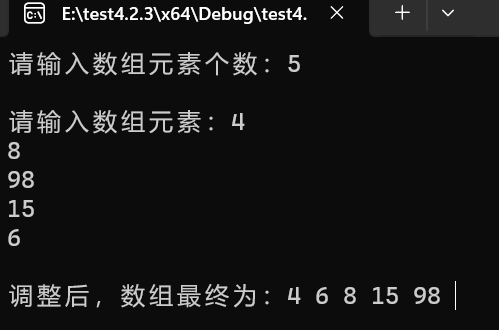 E:\test4.2.3\x64\Debug\test4.
请输入数组元素个数：5
请输入数组元素：4
8
98
15
6
调整后，数组最终为：4 6 8 15 98